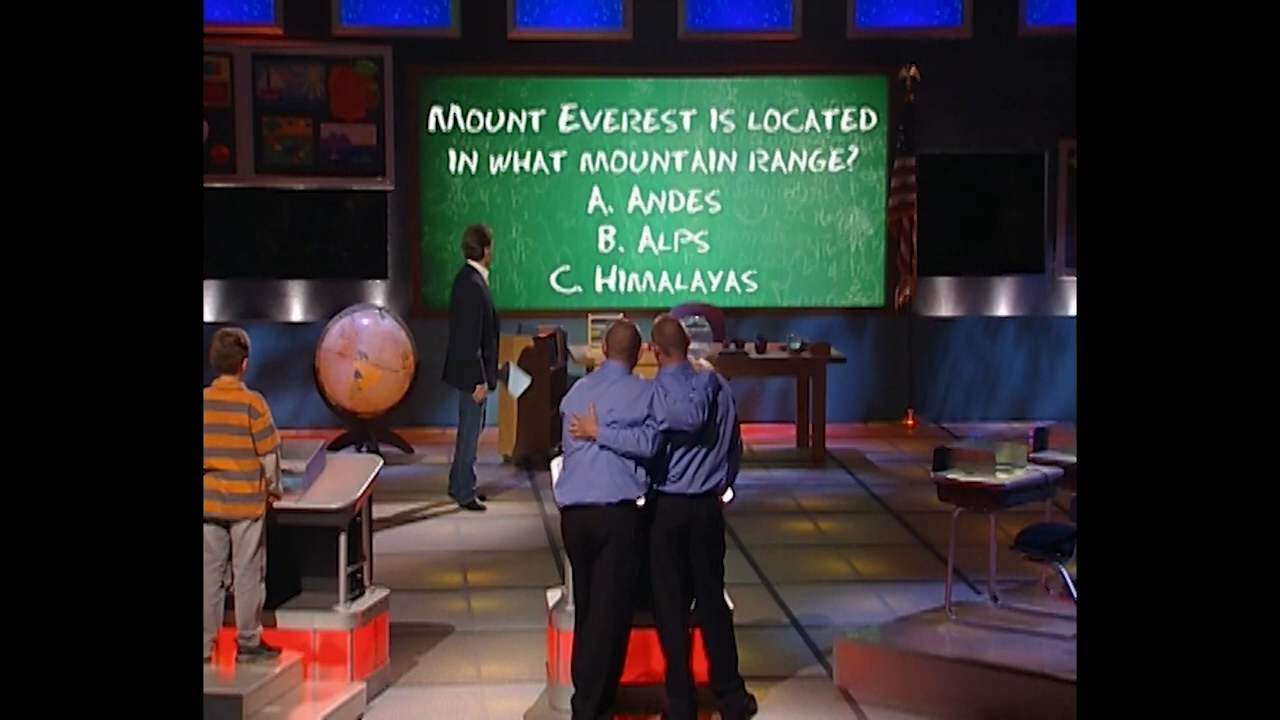 MOUNT EVEREST IS LOCATED
IN WHAT MOUNTAIN RANGE?
A. ANDES
B. ALPS
C. HIMALAYAS